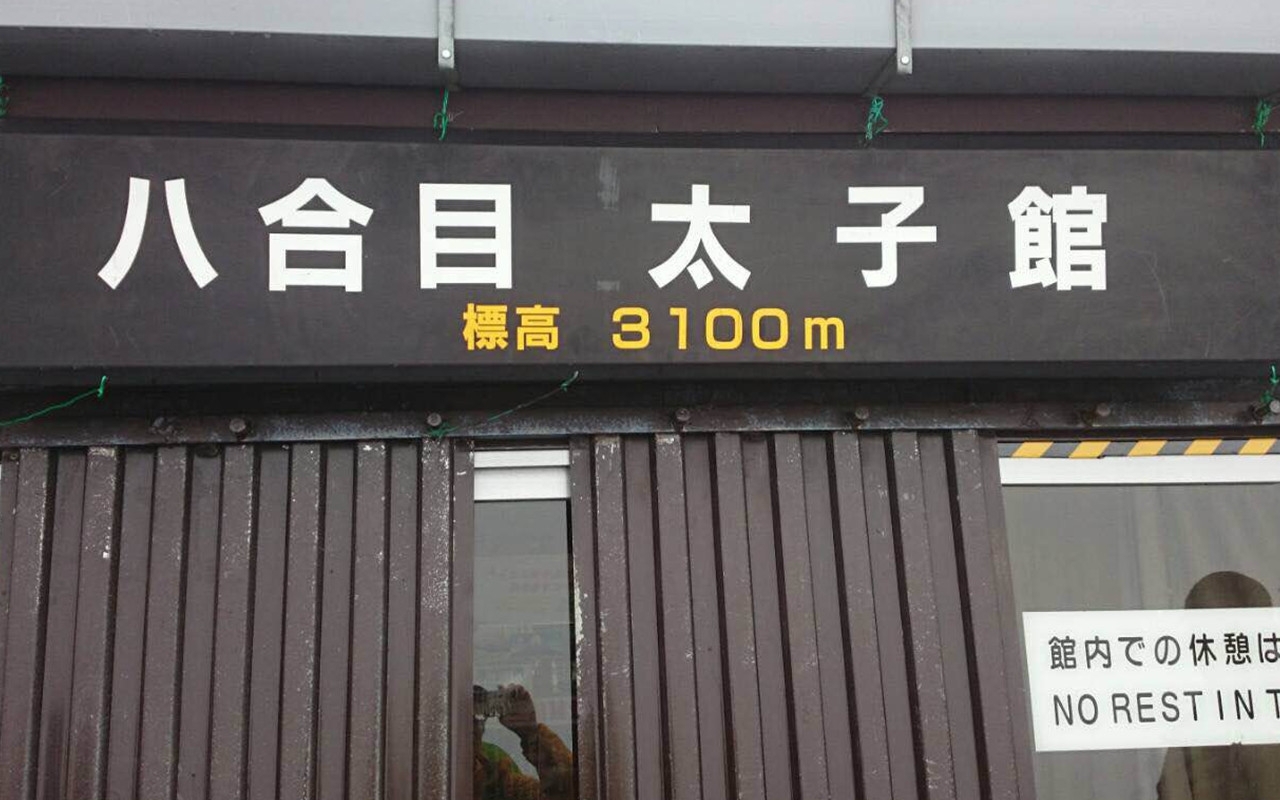 八合目 太子館
標高 3100m
館内での休憩は
NO REST IN T